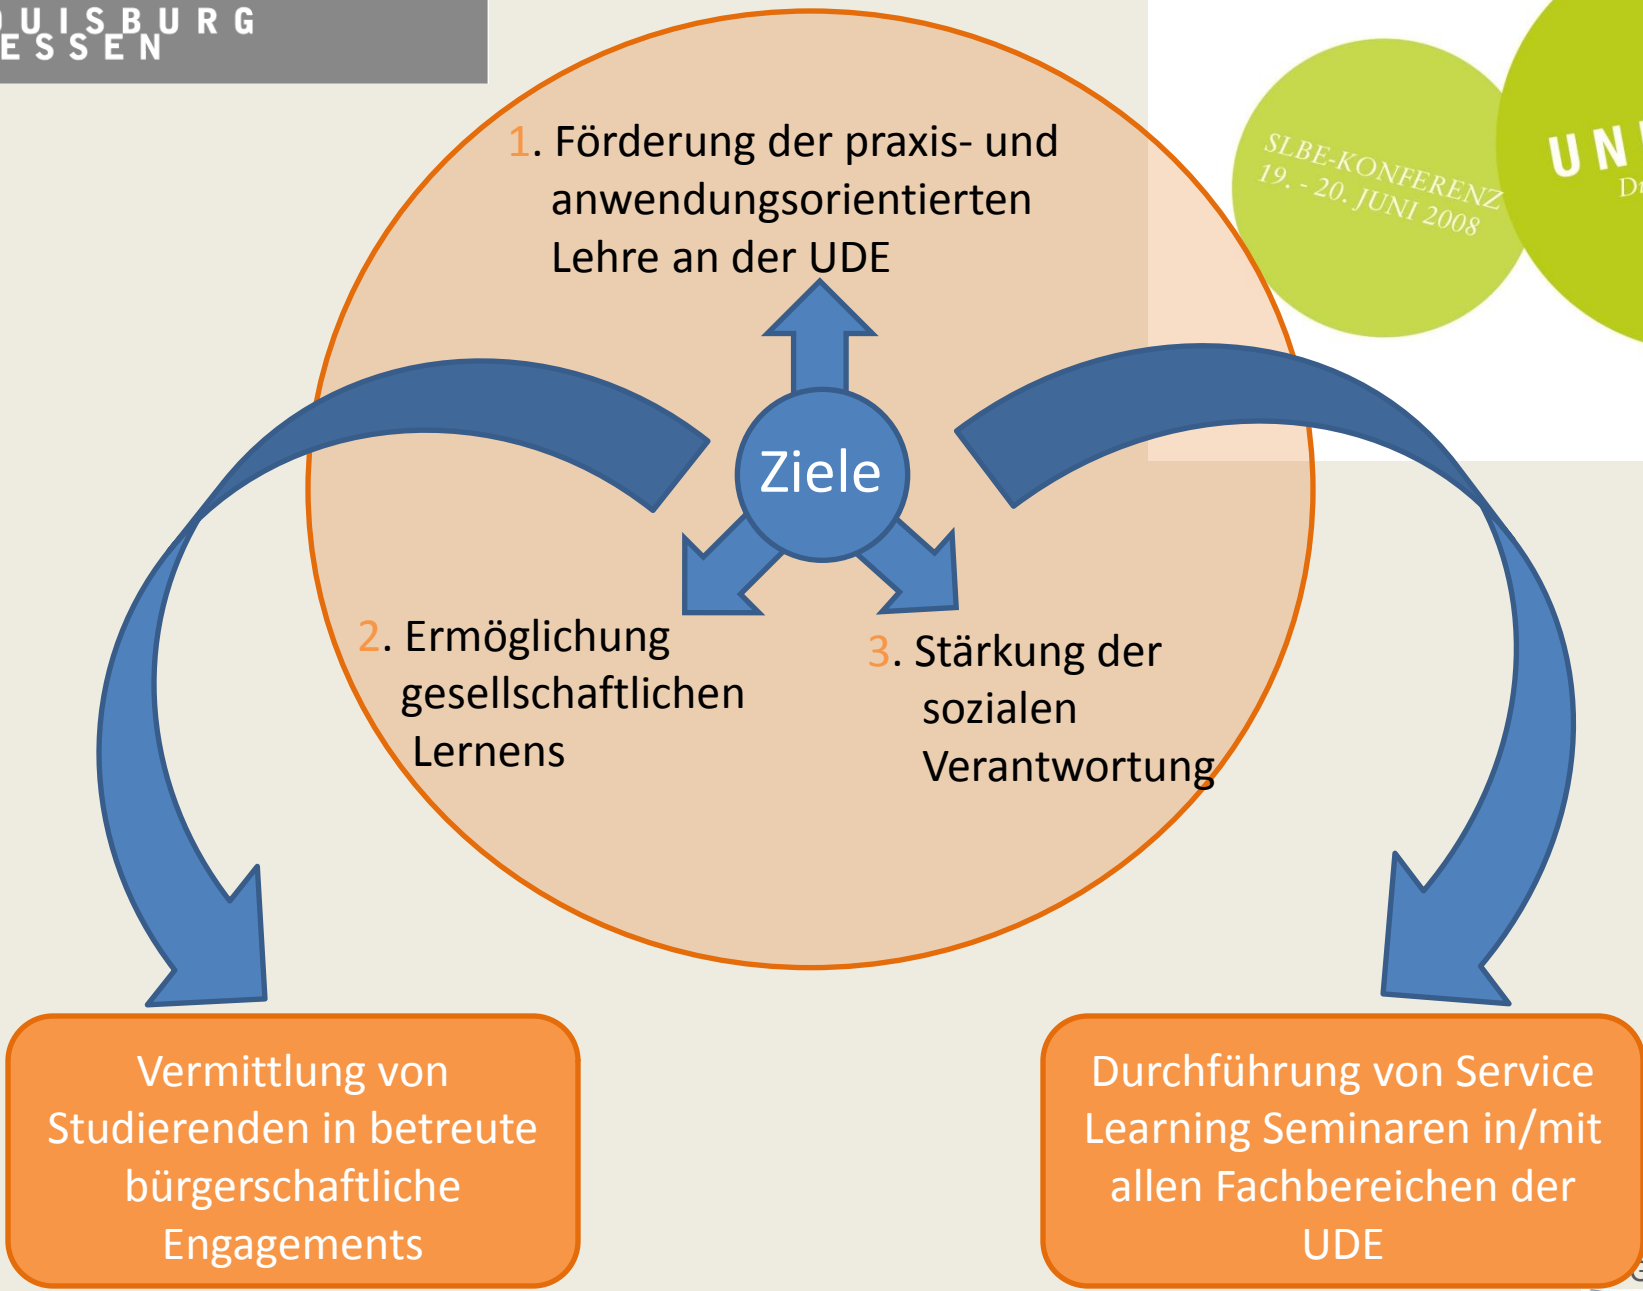 UISBURG
ESSEN
SLBE-KONFERENZ
19. - 20. JUNI 2008
1. Förderung der praxis- und
anwendungsorientierten
Lehre an der UDE
Ziele
2. Ermöglichung
gesellschaftlichen
Lernens
3. Stärkung der
sozialen
Verantwortung
Vermittlung von
Studierenden in betreute
bürgerschaftliche
Engagements
Durchführung von Service
Learning Seminaren in/mit
allen Fachbereichen der
UDE